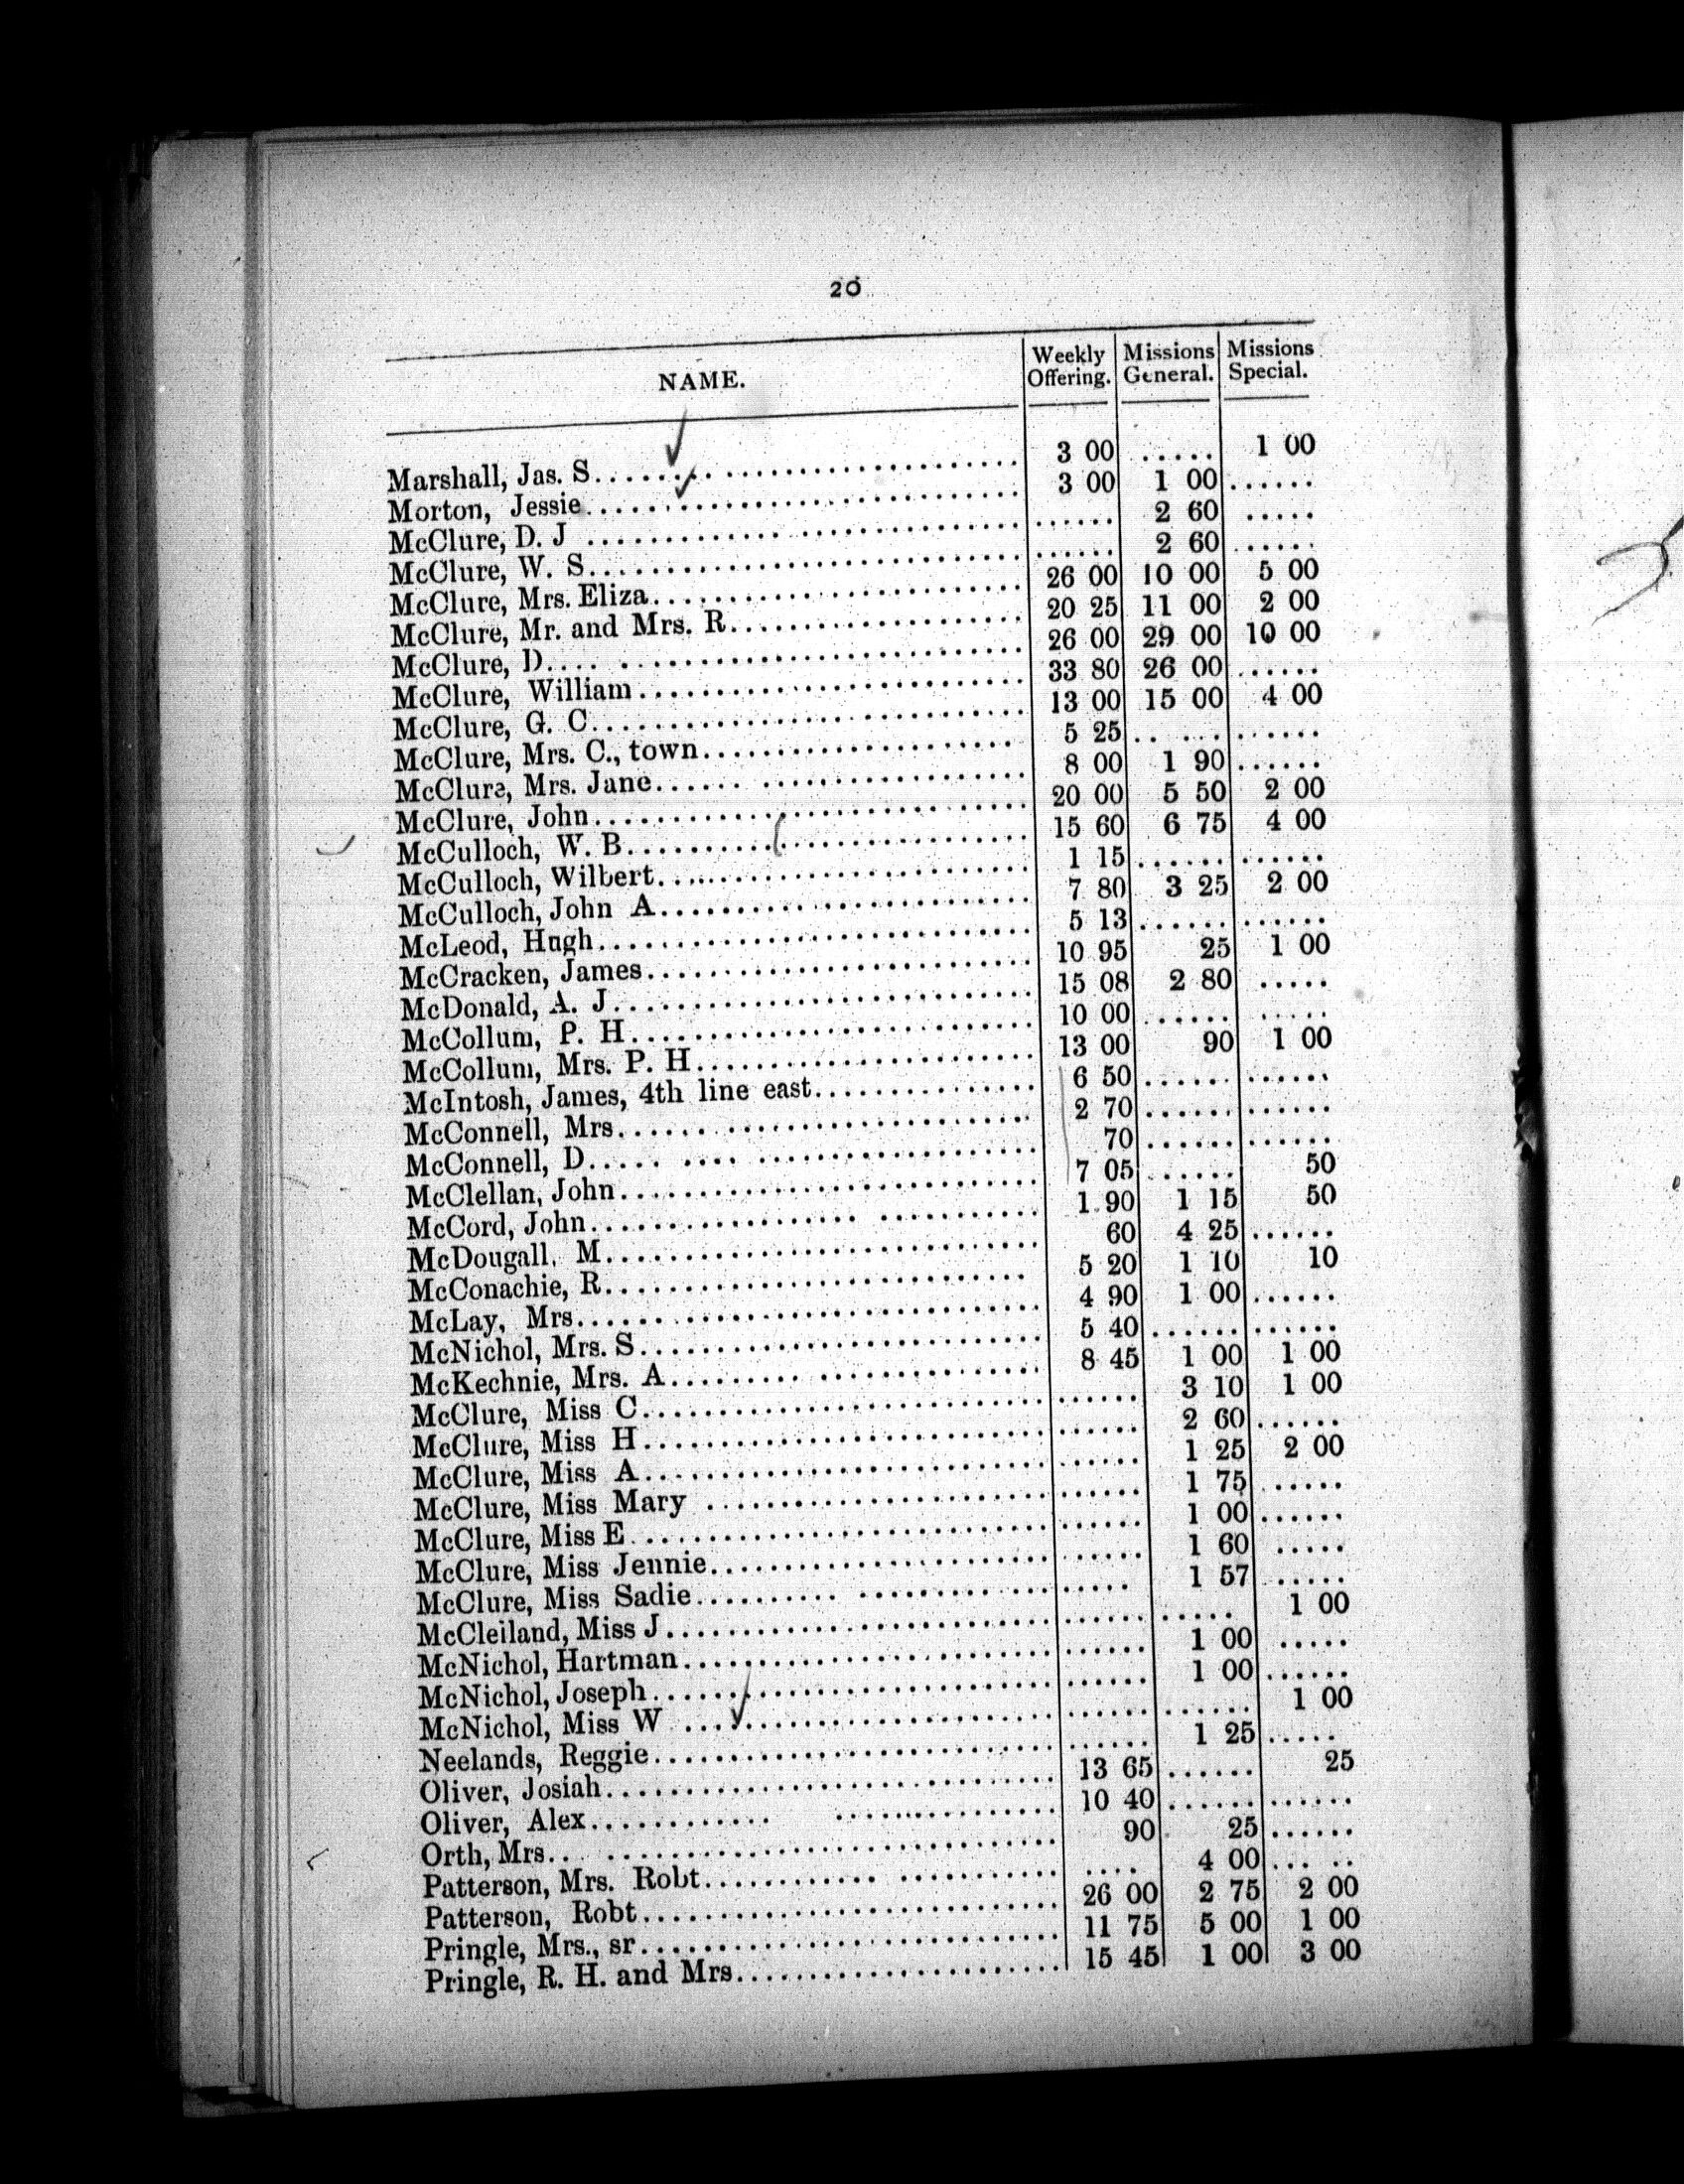 20
NAME. Weekly Offering. Missions General. Missions Special.
Marshall, Jas. S........ 3 00 ..... 1 00
Morton, Jessie........ 3 00 1 00 ......
McClure, D. J ........ ...... 2 60 .....
McClure, W. S........ ...... 2 60 ......
McClure, Mrs. Eliza........ 26 00 10 00 5 00
McClure, Mr. and Mrs. R........ 20 25 11 00 2 00
McClure, D........ 26 00 29 00 10 00
McClure, William........ 33 80 26 00 ......
McClure, G. C........ 13 00 15 00 4 00
McClure, Mrs. C., town........ 5 25 ...... ......
McClure, Mrs. Jane........ 8 00 1 90 ......
McClure, John........ 20 00 5 50 2 00
McCulloch, W. B........ 15 60 6 75 4 00
McCulloch, Wilbert........ 1 15 ...... ......
McCulloch, John A........ 7 80 3 25 2 00
McLeod, Hugh........ 5 13 ...... ......
McCracken, James........ 10 95 25 1 00
McDonald, A. J........ 15 08 2 80 .....
McCollum, P. H........ 10 00 ...... .....
McCollum, Mrs. P. H........ 13 00 90 1 00
McIntosh, James, 4th line east........ 6 50 ...... ......
McConnell, Mrs........ 2 70 ...... ......
McConnell, D........ 70 ...... ......
McClellan, John........ 7 05 ...... 50
McCord, John........ 1 90 1 15 50
McDougall, M........ 60 4 25 ......
McConachie, R........ 5 20 1 10 10
McLay, Mrs........ 4 90 1 00 ......
McNichol, Mrs. S........ 5 40 ...... ......
McKechnie, Mrs. A........ 8 45 1 00 1 00
McClure, Miss C........ ...... 3 10 1 00
McClure, Miss H........ ...... 2 60 ......
McClure, Miss A........ ...... 1 25 2 00
McClure, Miss Mary ........ ...... 1 75 .....
McClure, Miss E........ ...... 1 00 ......
McClure, Miss Jennie........ ...... 1 60 .....
McClure, Miss Sadie........ ..... 1 57 .....
McCleiland, Miss J........ ...... ..... 1 00
McNichol, Hartman........ ...... 1 00 .....
McNichol, Joseph........ ...... 1 00 ......
McNichol, Miss W ........ ...... ...... 1 00
Neelands, Reggie........ ...... 1 25 .....
Oliver, Josiah........ 13 65 ...... 25
Oliver, Alex........ 10 40 ...... ......
Orth, Mrs........ 90 25 ......
Patterson, Mrs. Robt........ .... 4 00 ... ..
Patterson, Robt........ 26 00 2 75 2 00
Pringle, Mrs., sr........ 11 75 5 00 1 00
Pringle, R. H. and Mrs........ 15 45 1 00 3 00